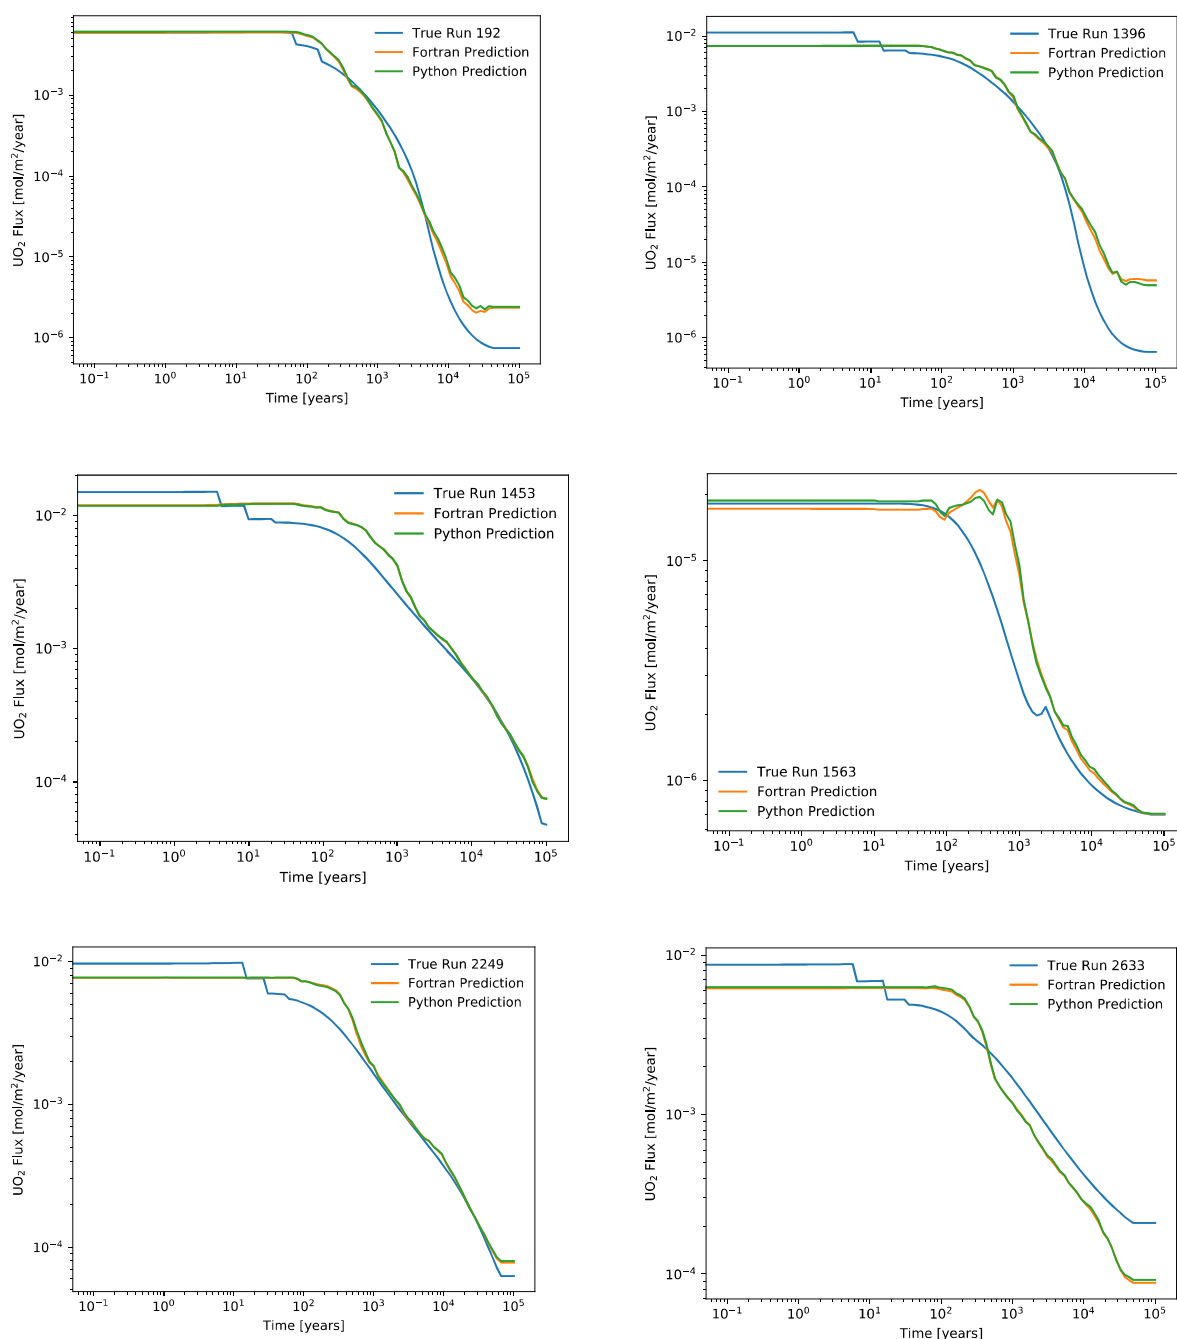 True Run 192
Fortran Prediction
Python Prediction
UO₂ Flux [mol/m²/year]
10⁻³
10⁻⁴
10⁻⁵
10⁻⁶
10⁻¹ 10⁰ 10¹ 10² 10³ 10⁴ 10⁵
Time [years]
True Run 1396
Fortran Prediction
Python Prediction
UO₂ Flux [mol/m²/year]
10⁻²
10⁻³
10⁻⁴
10⁻⁵
10⁻⁶
10⁻¹ 10⁰ 10¹ 10² 10³ 10⁴ 10⁵
Time [years]
True Run 1453
Fortran Prediction
Python Prediction
UO₂ Flux [mol/m²/year]
10⁻²
10⁻³
10⁻⁴
10⁻¹ 10⁰ 10¹ 10² 10³ 10⁴ 10⁵
Time [years]
UO₂ Flux [mol/m²/year]
10⁻⁵
10⁻⁶
True Run 1563
Fortran Prediction
Python Prediction
10⁻¹ 10⁰ 10¹ 10² 10³ 10⁴ 10⁵
Time [years]
True Run 2249
Fortran Prediction
Python Prediction
UO₂ Flux [mol/m²/year]
10⁻²
10⁻³
10⁻⁴
10⁻¹ 10⁰ 10¹ 10² 10³ 10⁴ 10⁵
Time [years]
True Run 2633
Fortran Prediction
Python Prediction
UO₂ Flux [mol/m²/year]
10⁻²
10⁻³
10⁻⁴
10⁻¹ 10⁰ 10¹ 10² 10³ 10⁴ 10⁵
Time [years]